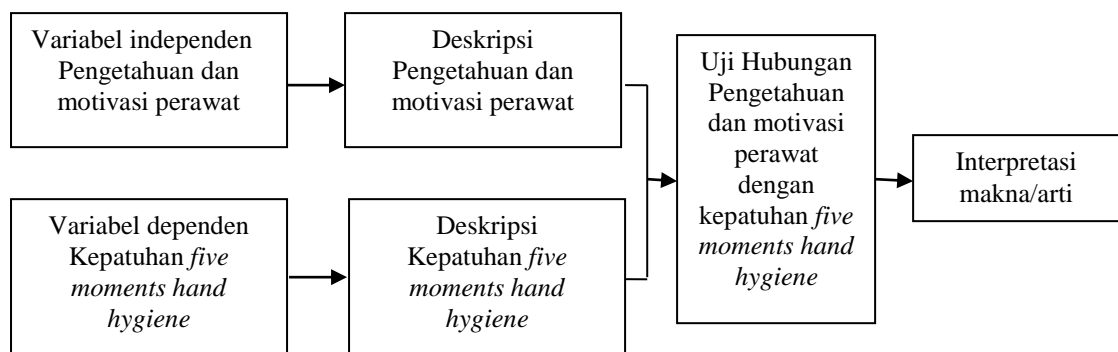 Variabel independen
Pengetahuan dan
motivasi perawat
Deskripsi
Pengetahuan dan
motivasi perawat
Variabel dependen
Kepatuhan five
moments hand
hygiene
Deskripsi
Kepatuhan five
moments hand
hygiene
Uji Hubungan
Pengetahuan
dan motivasi
perawat
dengan
kepatuhan five
moments hand
hygiene
Interpretasi
makna/arti